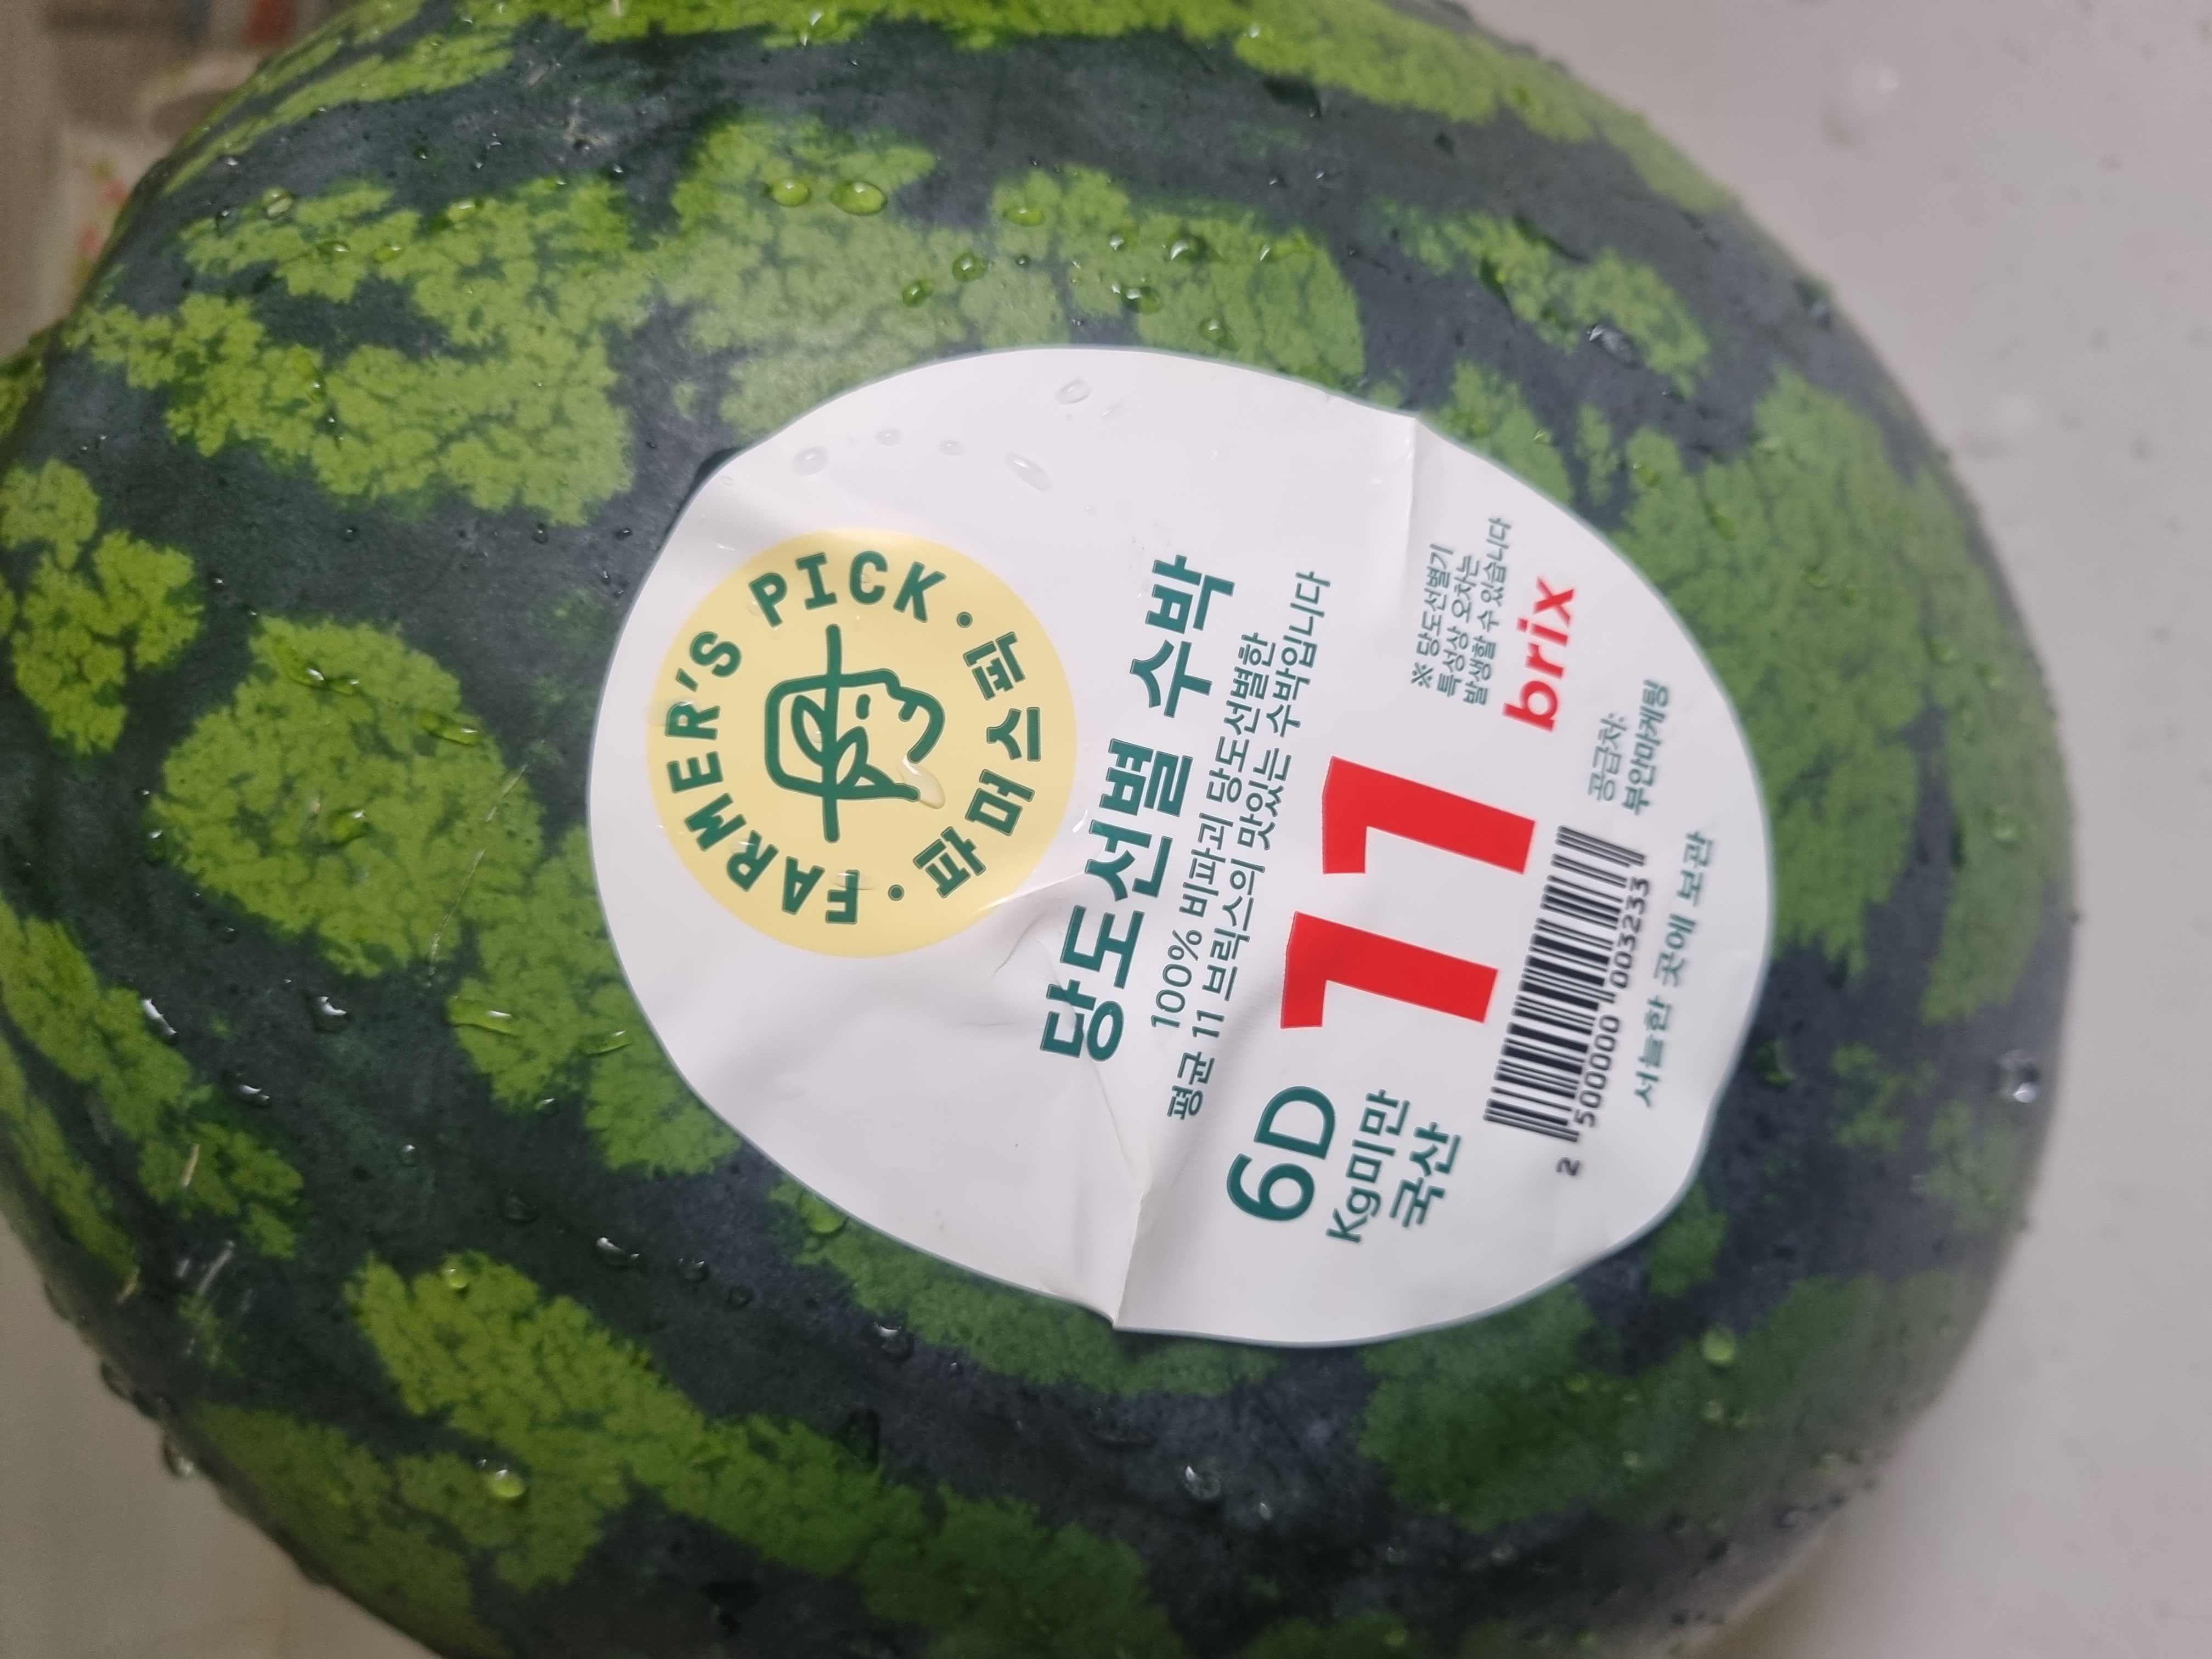 FARMER'S PICK
파머스픽
당도선별 수박
100% 비파괴 당도선별한
평균 11 브릭스의 맛있는 수박입니다
※ 당도선별기
특성상 오차는
발생할 수 있습니다
6D
Kg미만
국산
11 brix
공급처:
부안마케팅
2 500000 003233
서늘한 곳에 보관